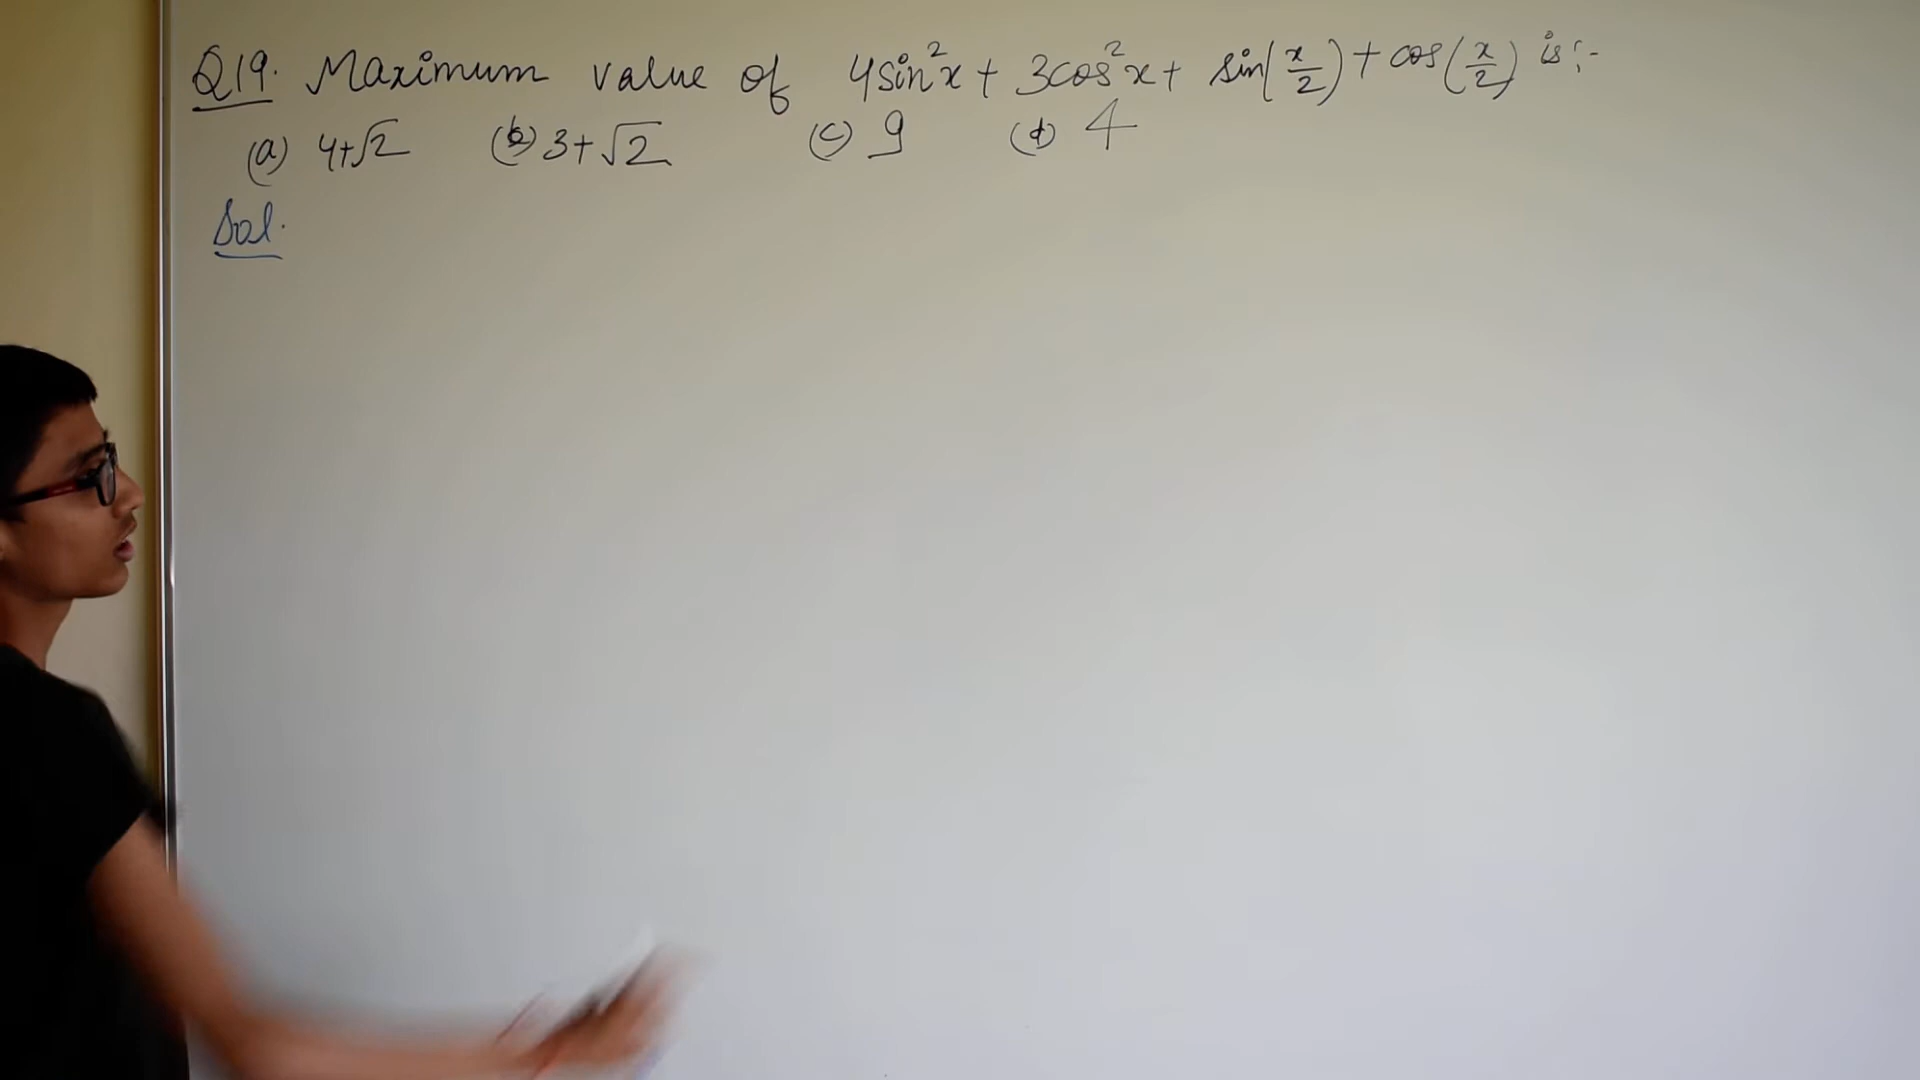 Q19. Maximum value of 4sin²x + 3cos²x + sin(x/2) + cos(x/2) is :-
(a) 4+√2 (b) 3+√2 (c) 9 (d) 4
Sol.